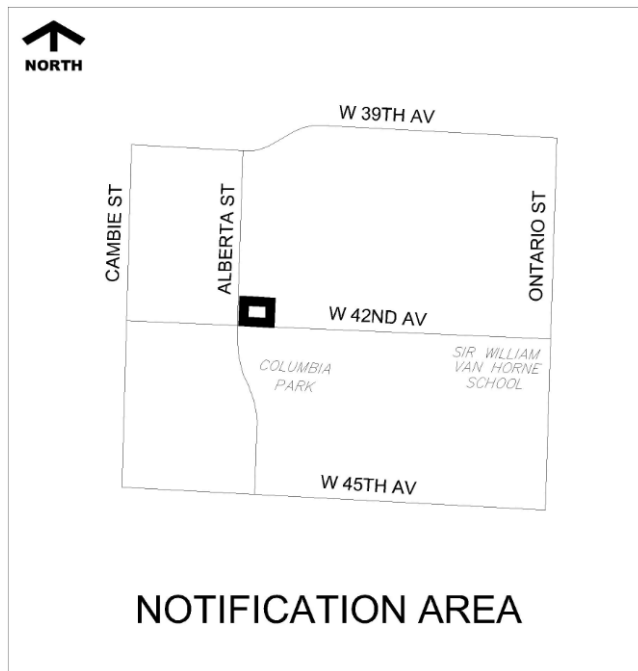 NORTH
W 39TH AV
CAMBIE ST
ALBERTA ST
ONTARIO ST
W 42ND AV
COLUMBIA
PARK
SIR WILLIAM
VAN HORNE
SCHOOL
W 45TH AV
NOTIFICATION AREA